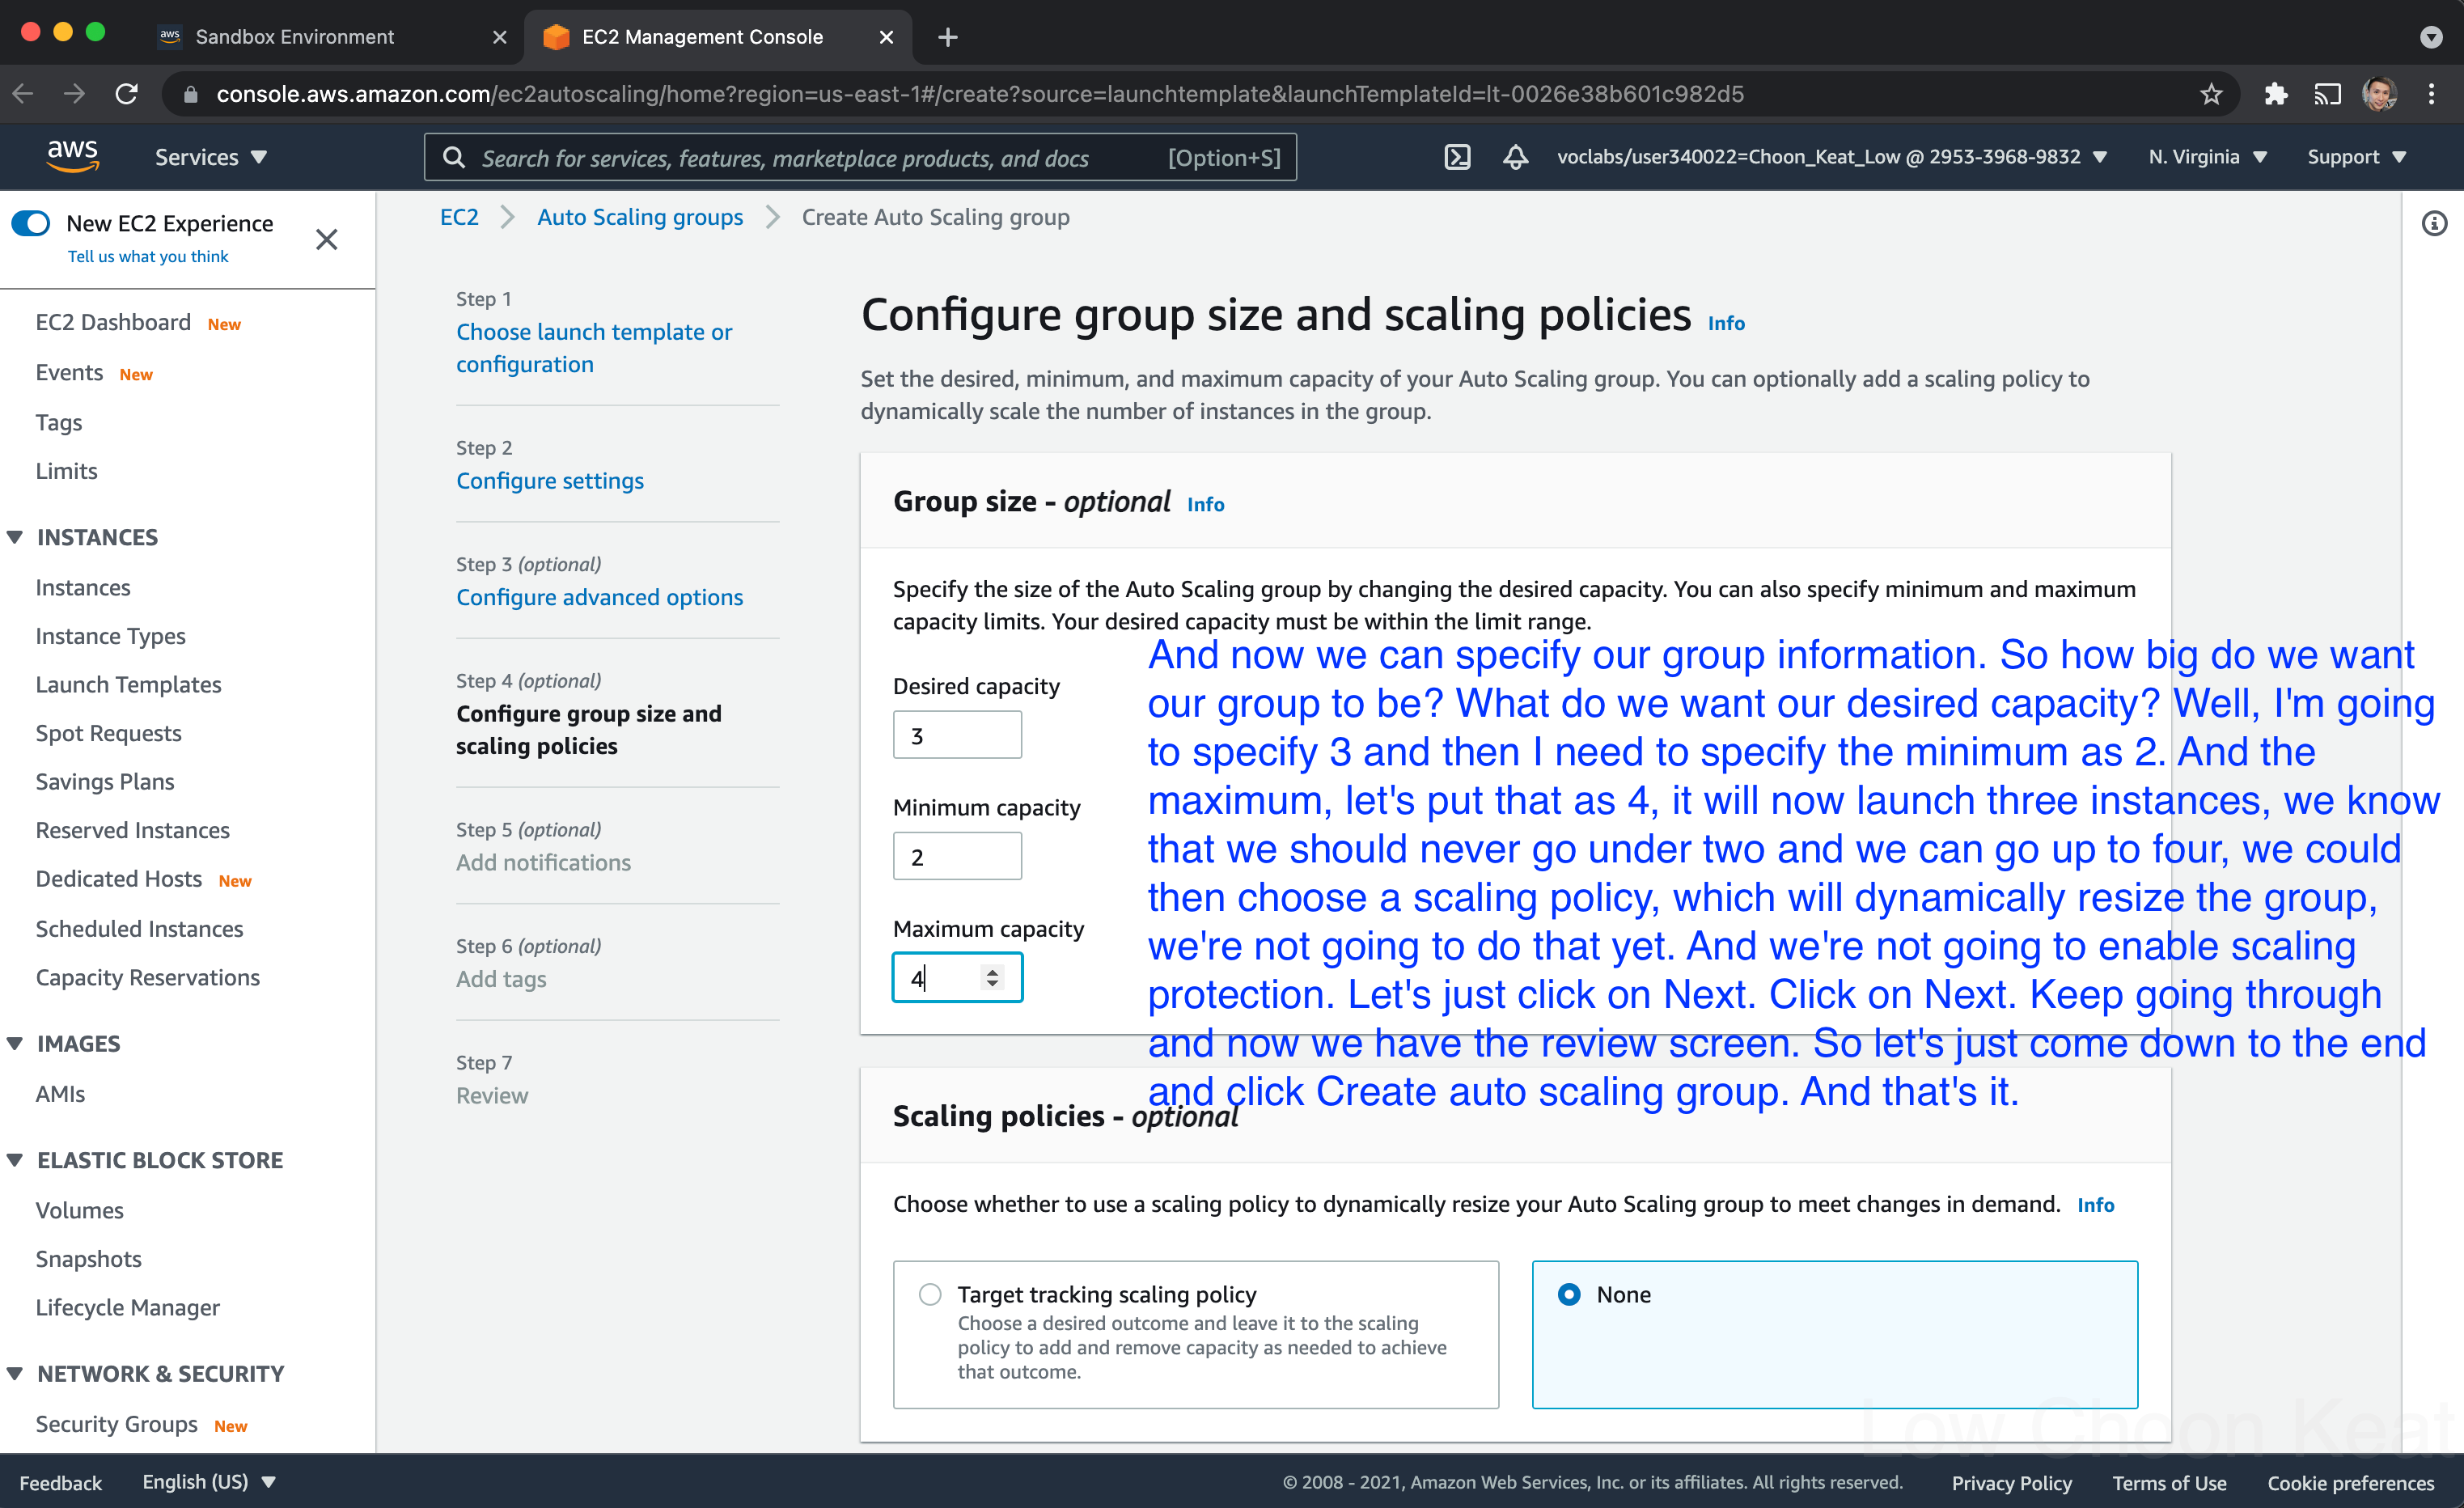 Sandbox Environment
EC2 Management Console
console.aws.amazon.com/ec2autoscaling/home?region=us-east-1#/create?source=launchtemplate&launchTemplateId=lt-0026e38b601c982d5
aws
Services
Search for services, features, marketplace products, and docs [Option+S]
voclabs/user340022=Choon_Keat_Low @ 2953-3968-9832
N. Virginia
Support
New EC2 Experience
Tell us what you think
EC2 Dashboard New
Events New
Tags
Limits
INSTANCES
Instances
Instance Types
Launch Templates
Spot Requests
Savings Plans
Reserved Instances
Dedicated Hosts New
Scheduled Instances
Capacity Reservations
IMAGES
AMIs
ELASTIC BLOCK STORE
Volumes
Snapshots
Lifecycle Manager
NETWORK & SECURITY
Security Groups New
EC2 > Auto Scaling groups > Create Auto Scaling group
Step 1
Choose launch template or
configuration
Step 2
Configure settings
Step 3 (optional)
Configure advanced options
Step 4 (optional)
Configure group size and
scaling policies
Step 5 (optional)
Add notifications
Step 6 (optional)
Add tags
Step 7
Review
Configure group size and scaling policies Info
Set the desired, minimum, and maximum capacity of your Auto Scaling group. You can optionally add a scaling policy to
dynamically scale the number of instances in the group.
Group size - optional Info
Specify the size of the Auto Scaling group by changing the desired capacity. You can also specify minimum and maximum
capacity limits. Your desired capacity must be within the limit range.
Desired capacity
3
Minimum capacity
2
Maximum capacity
4
And now we can specify our group information. So how big do we want
our group to be? What do we want our desired capacity? Well, I'm going
to specify 3 and then I need to specify the minimum as 2. And the
maximum, let's put that as 4, it will now launch three instances, we know
that we should never go under two and we can go up to four, we could
then choose a scaling policy, which will dynamically resize the group,
we're not going to do that yet. And we're not going to enable scaling
protection. Let's just click on Next. Click on Next. Keep going through
and now we have the review screen. So let's just come down to the end
and click Create auto scaling group. And that's it.
Scaling policies - optional
Choose whether to use a scaling policy to dynamically resize your Auto Scaling group to meet changes in demand. Info
Target tracking scaling policy
Choose a desired outcome and leave it to the scaling
policy to add and remove capacity as needed to achieve
that outcome.
None
Low Choon Keat
Feedback
English (US)
© 2008 - 2021, Amazon Web Services, Inc. or its affiliates. All rights reserved.
Privacy Policy
Terms of Use
Cookie preferences